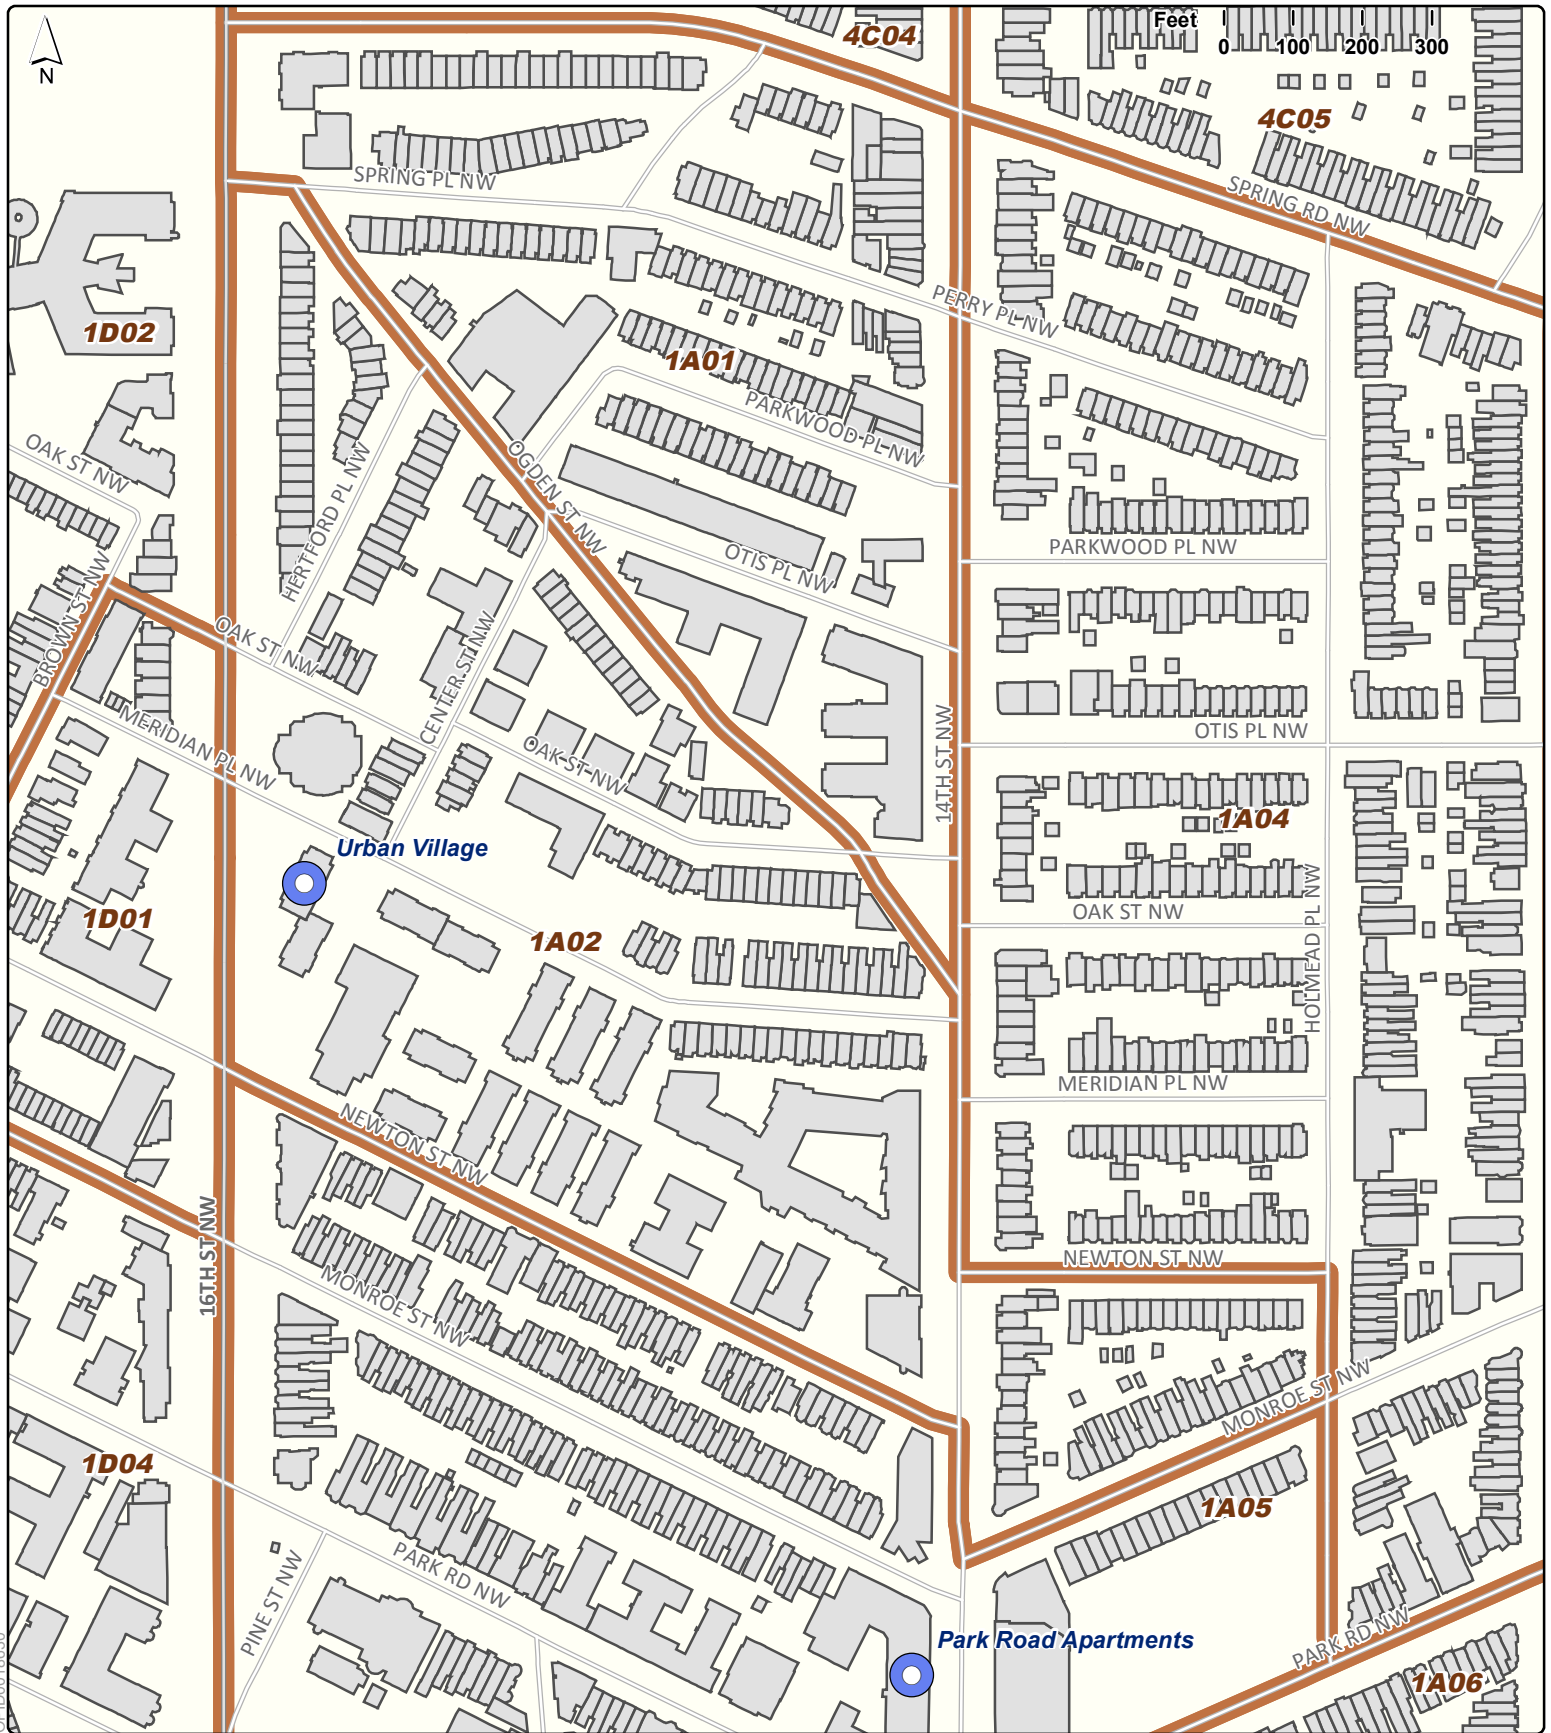 4C04
Feet
0 100 200 300
N
4C05
SPRING PL NW
SPRING RD NW
1D02
PERRY PL NW
1A01
PARKWOOD PL NW
OAK ST NW
HERTFORD PL NW
OGDEN ST NW
OTIS PL NW
PARKWOOD PL NW
BROWN ST NW
OAK ST NW
CENTER ST NW
MERIDIAN PL NW
OAK ST NW
14TH ST NW
OTIS PL NW
1A04
Urban Village
1D01
1A02
OAK ST NW
HOLMEAD PL NW
MERIDIAN PL NW
NEWTON ST NW
16TH ST NW
NEWTON ST NW
MONROE ST NW
MONROE ST NW
1D04
1A05
PARK RD NW
PINE ST NW
Park Road Apartments
PARK RD NW
1A06